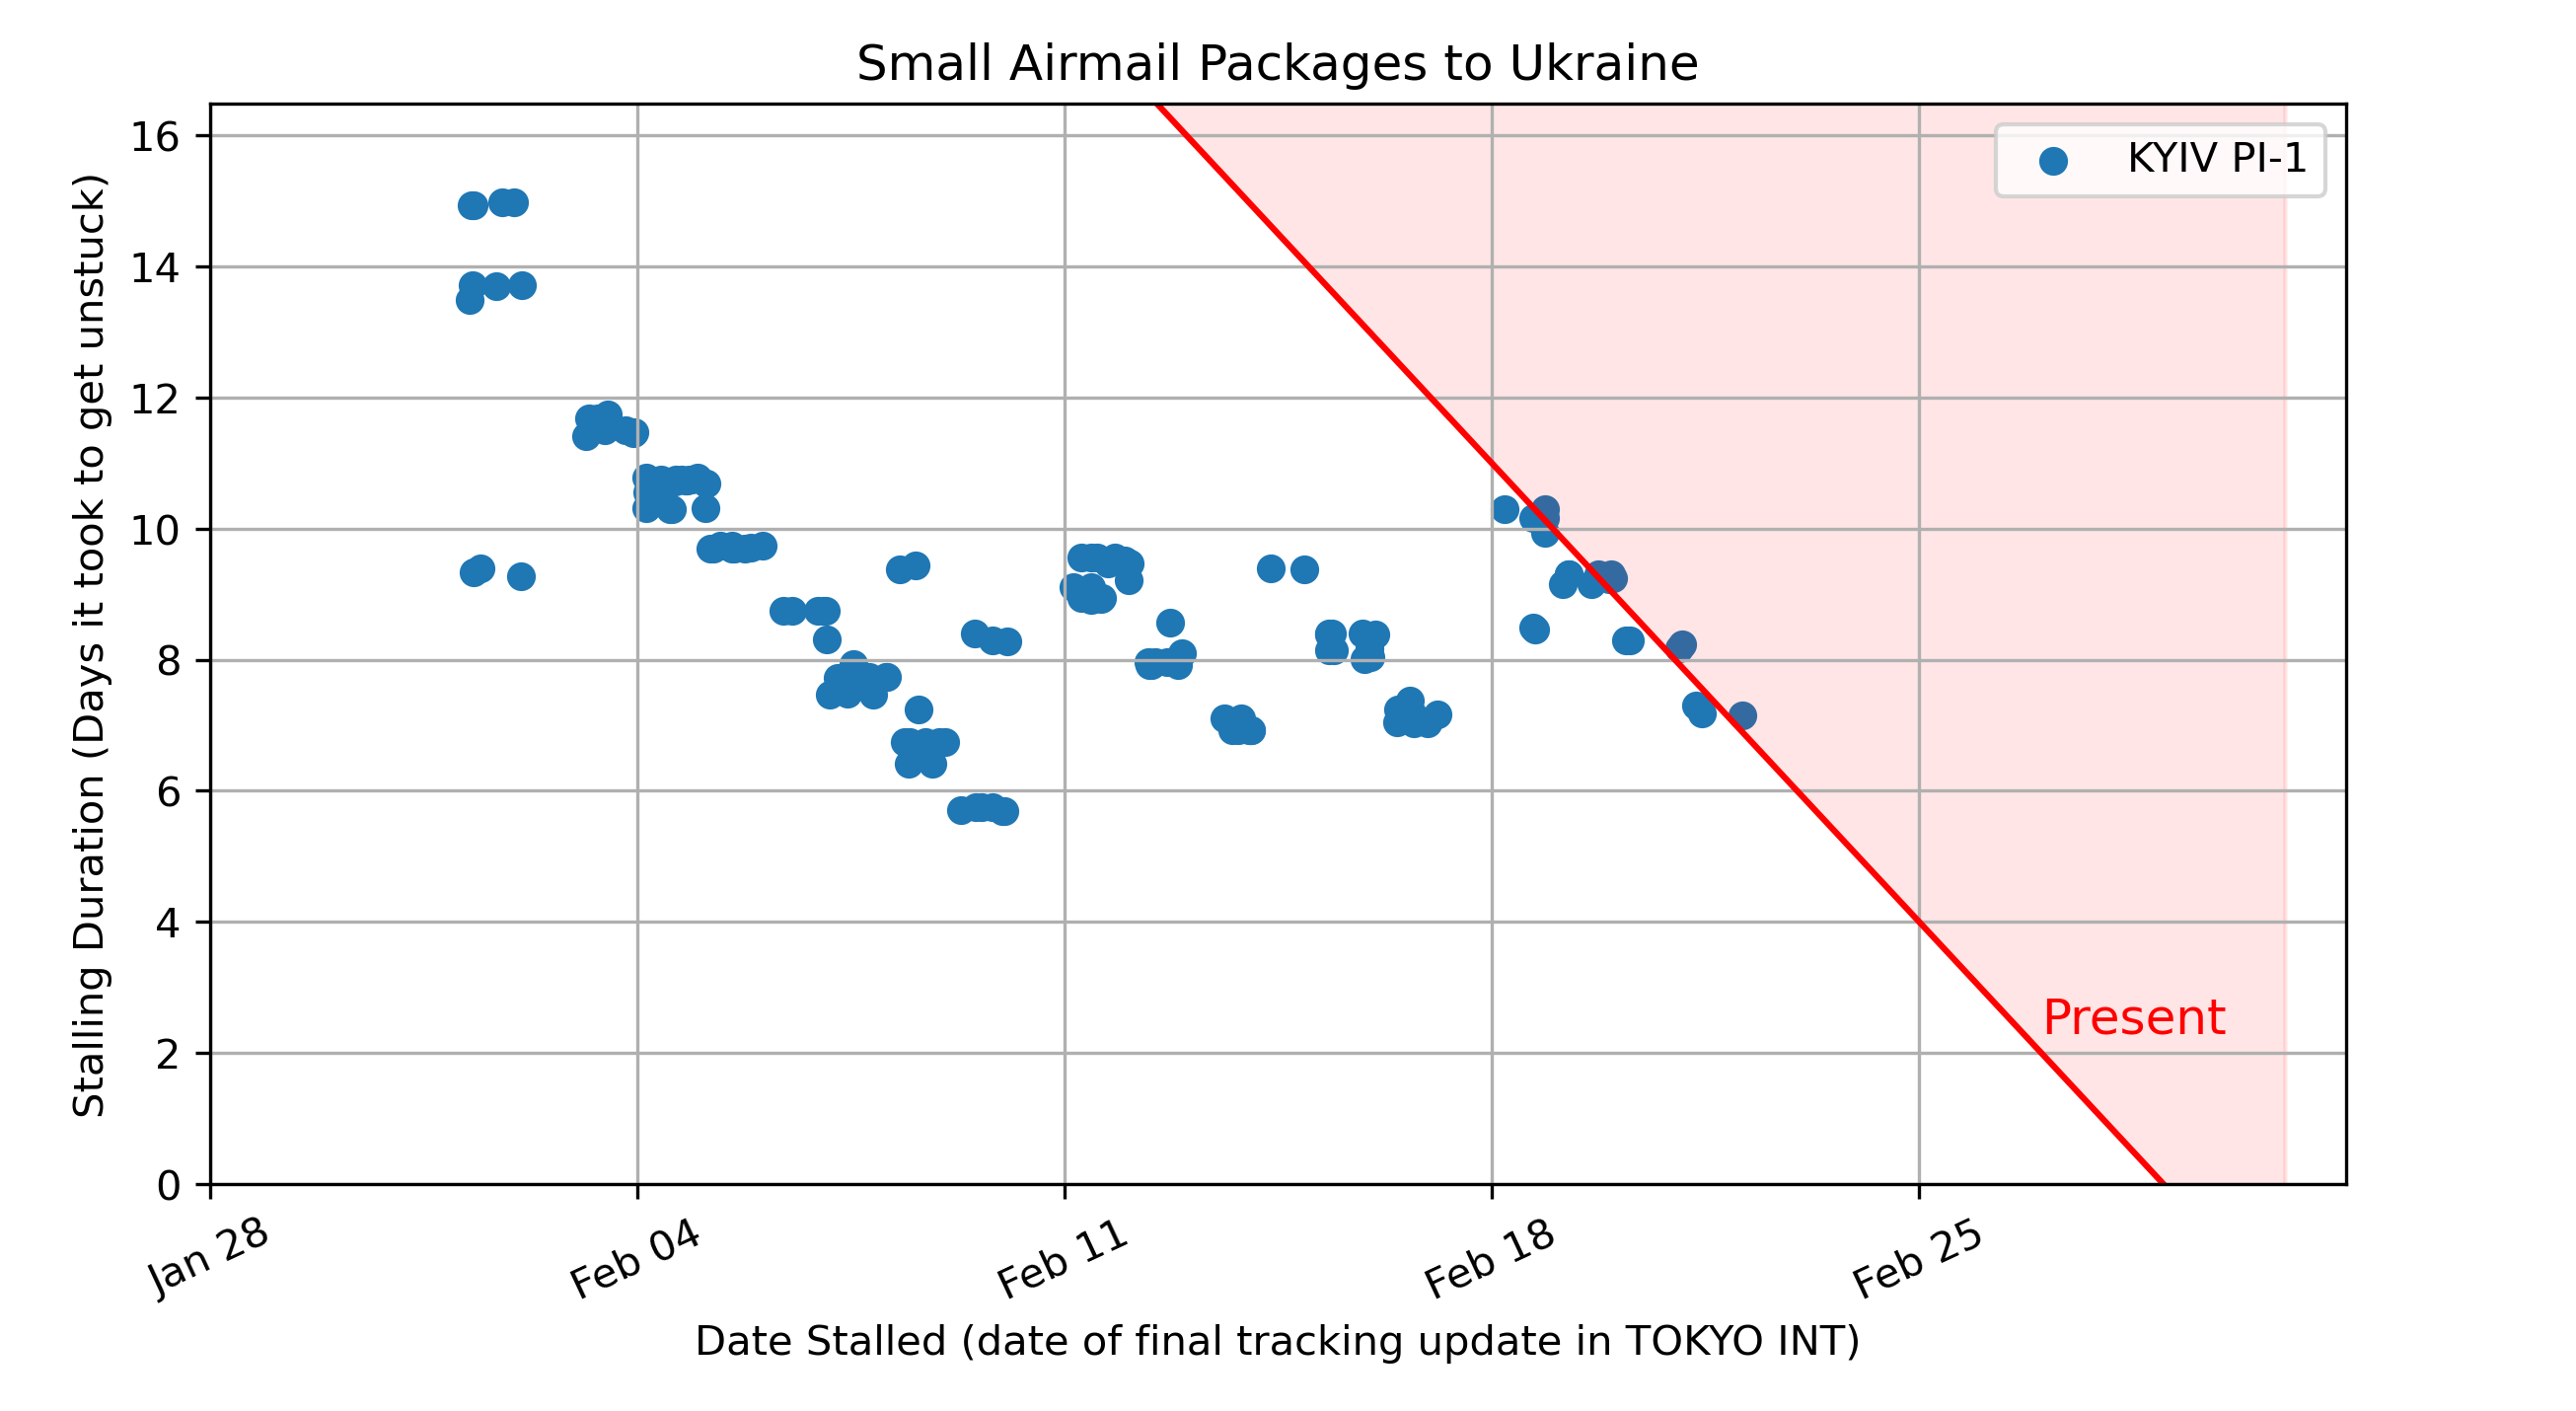 Small Airmail Packages to Ukraine
KYIV PI-1
Stalling Duration (Days it took to get unstuck)
16
14
12
10
8
6
4
2
0
Present
Jan 28
Feb 04
Feb 11
Feb 18
Feb 25
Date Stalled (date of final tracking update in TOKYO INT)